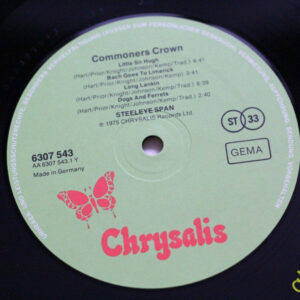 Commoners Crown
Little Sir Hugh
(Hart/Prior/Knight/Johnson/Kemp/Trad.) 4:41
Bach Goes To Limerick
(Hart/Prior/Knight/Johnson/Kemp)
Long Lankin
(Hart/Prior/Knight/Johnson/Kemp/Trad.) 8:39
Dogs And Ferrets
(Hart/Prior/Knight/Johnson/Kemp/Trad.) 2:40
STEELEYE SPAN
℗ 1975 CHRYSALIS Records Ltd
6307 543
AA 6307 543.1 Y
Made in Germany
ST 33
GEMA
Chrysalis